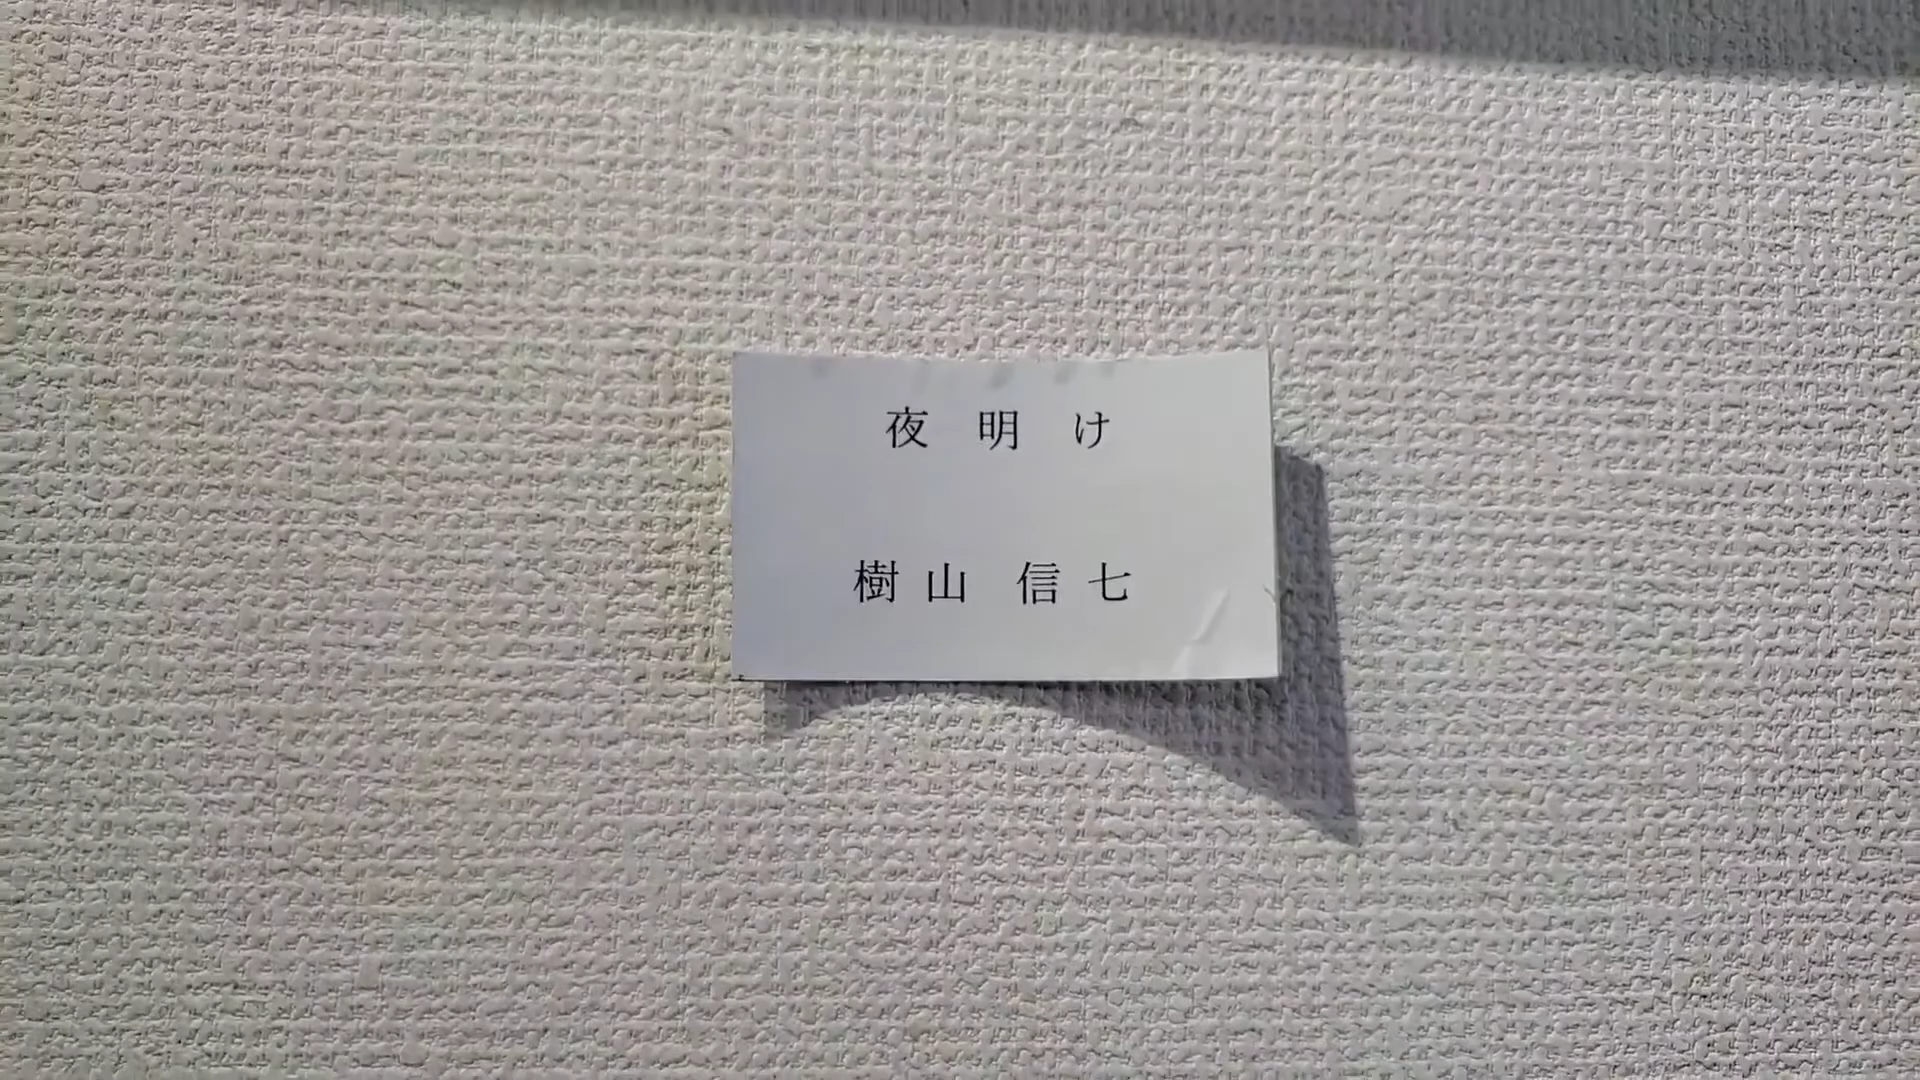 夜 明 け
樹 山 信 七